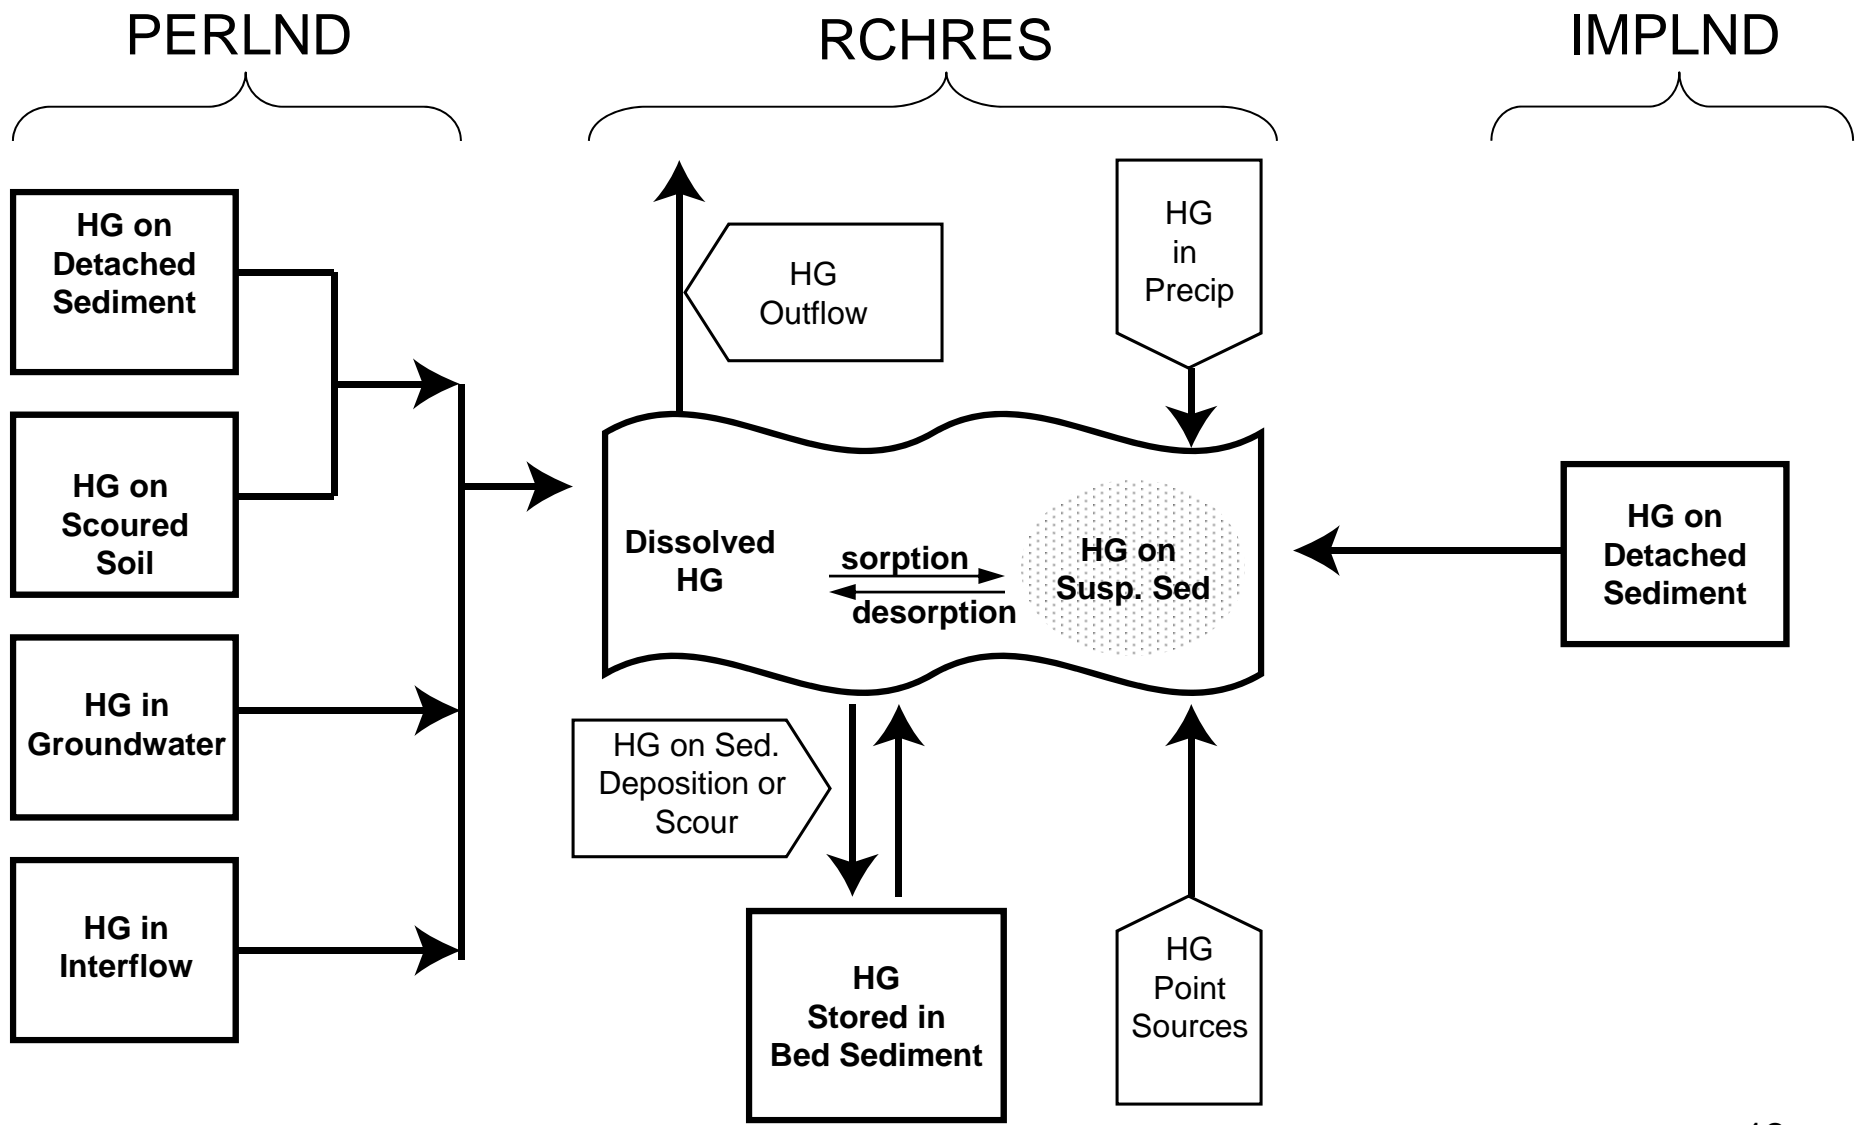 PERLND
RCHRES
IMPLND
HG on
Detached
Sediment
HG on
Scoured
Soil
HG in
Groundwater
HG in
Interflow
HG
Outflow
HG
in
Precip
Dissolved
HG
sorption
desorption
HG on
Susp. Sed
HG on Sed.
Deposition or
Scour
HG
Stored in
Bed Sediment
HG
Point
Sources
HG on
Detached
Sediment